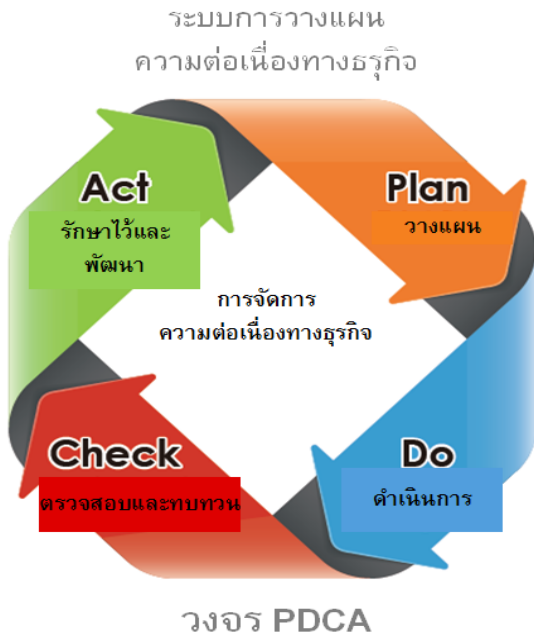 ระบบการวางแผน
ความต่อเนื่องทางธรุกิจ
Act
รักษาไว้และ
พัฒนา
Plan
วางแผน
การจัดการ
ความต่อเนื่องทางธุรกิจ
Check
ตรวจสอบและทบทวน
Do
ดำเนินการ
วงจร PDCA